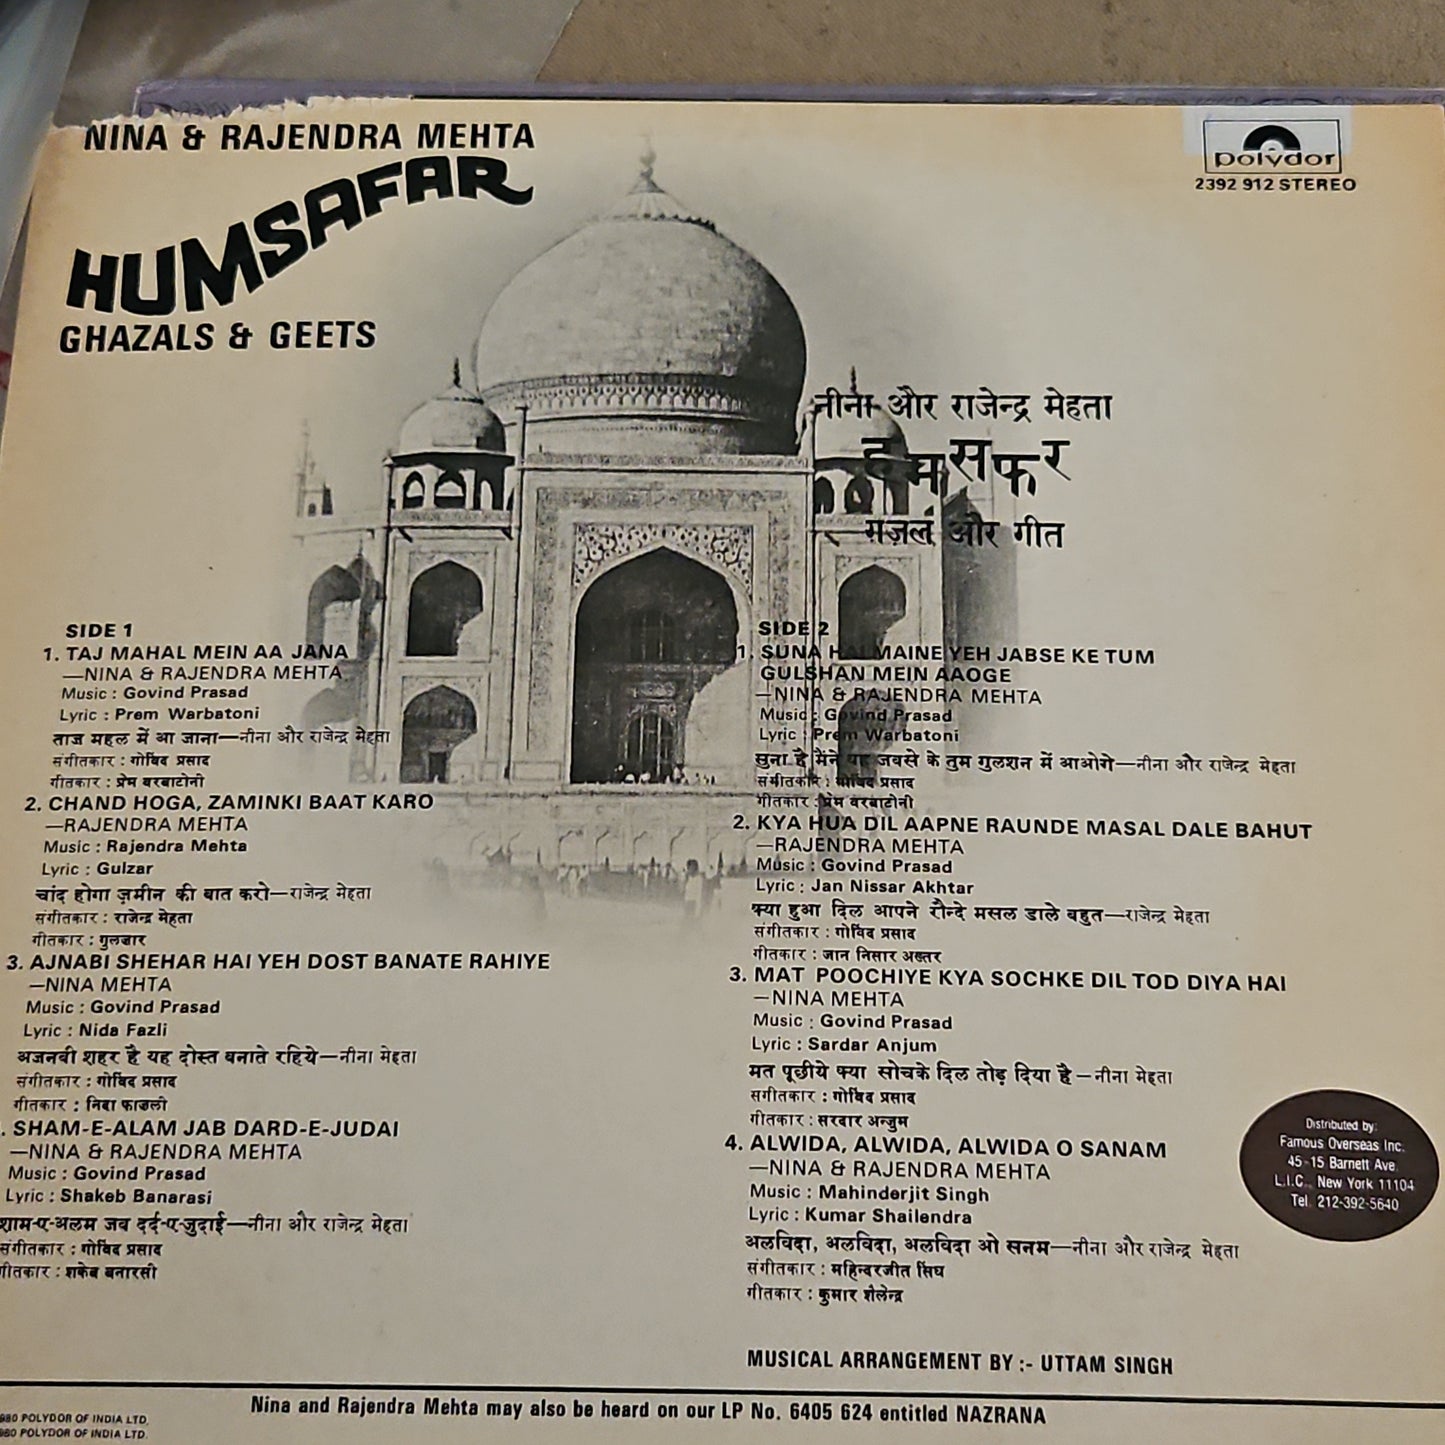 NINA & RAJENDRA MEHTA
HUMSAFAR
GHAZALS & GEETS
polydor
2392 912 STEREO
नीना और राजेन्द्र मेहता
हमसफर
ग़ज़लं और गीत
SIDE 1
1. TAJ MAHAL MEIN AA JANA
—NINA & RAJENDRA MEHTA
Music : Govind Prasad
Lyric : Prem Warbatoni
ताज महल में आ जाना—नीना और राजेन्द्र मेहता
संगीतकार : गोविंद प्रसाद
गीतकार : प्रेम वरबाटोनी
2. CHAND HOGA, ZAMINKI BAAT KARO
—RAJENDRA MEHTA
Music : Rajendra Mehta
Lyric : Gulzar
चांद होगा ज़मीन की बात करो—राजेन्द्र मेहता
संगीतकार : राजेन्द्र मेहता
गीतकार : गुलजार
3. AJNABI SHEHAR HAI YEH DOST BANATE RAHIYE
—NINA MEHTA
Music : Govind Prasad
Lyric : Nida Fazli
अजनबी शहर है यह दोस्त बनाते रहिये—नीना मेहता
संगीतकार : गोविंद प्रसाद
गीतकार : निदा फाजली
. SHAM-E-ALAM JAB DARD-E-JUDAI
—NINA & RAJENDRA MEHTA
Music : Govind Prasad
Lyric : Shakeb Banarasi
शाम-ए-अलम जब दर्द-ए-जुदाई—नीना और राजेन्द्र मेहता
संगीतकार : गोविंद प्रसाद
गीतकार : शकेब बनारसी
SIDE 2
1. SUNA HAI MAINE YEH JABSE KE TUM
GULSHAN MEIN AAOGE
—NINA & RAJENDRA MEHTA
Music : Govind Prasad
Lyric : Prem Warbatoni
सुना है मैंने यह जबसे के तुम गुलशन में आओगे—नीना और राजेन्द्र मेहता
संगीतकार : गोविंद प्रसाद
गीतकार : प्रेम वरबाटोनी
2. KYA HUA DIL AAPNE RAUNDE MASAL DALE BAHUT
—RAJENDRA MEHTA
Music : Govind Prasad
Lyric : Jan Nissar Akhtar
क्या हुआ दिल आपने रौन्दे मसल डाले बहुत—राजेन्द्र मेहता
संगीतकार : गोविंद प्रसाद
गीतकार : जान निसार अख्तर
3. MAT POOCHIYE KYA SOCHKE DIL TOD DIYA HAI
—NINA MEHTA
Music : Govind Prasad
Lyric : Sardar Anjum
मत पूछीये क्या सोचके दिल तोड़ दिया है—नीना मेहता
संगीतकार : गोविंद प्रसाद
गीतकार : सरदार अन्जुम
4. ALWIDA, ALWIDA, ALWIDA O SANAM
—NINA & RAJENDRA MEHTA
Music : Mahinderjit Singh
Lyric : Kumar Shailendra
अलविदा, अलविदा, अलविदा ओ सनम—नीना और राजेन्द्र मेहता
संगीतकार : महिन्दरजीत सिंघ
गीतकार : कुमार शैलेन्द्र
Distributed by:
Famous Overseas Inc.
45-15 Barnett Ave.
L.I.C., New York 11104
Tel. 212-392-5640
MUSICAL ARRANGEMENT BY :- UTTAM SINGH
Nina and Rajendra Mehta may also be heard on our LP No. 6405 624 entitled NAZRANA
980 POLYDOR OF INDIA LTD.
980 POLYDOR OF INDIA LTD.